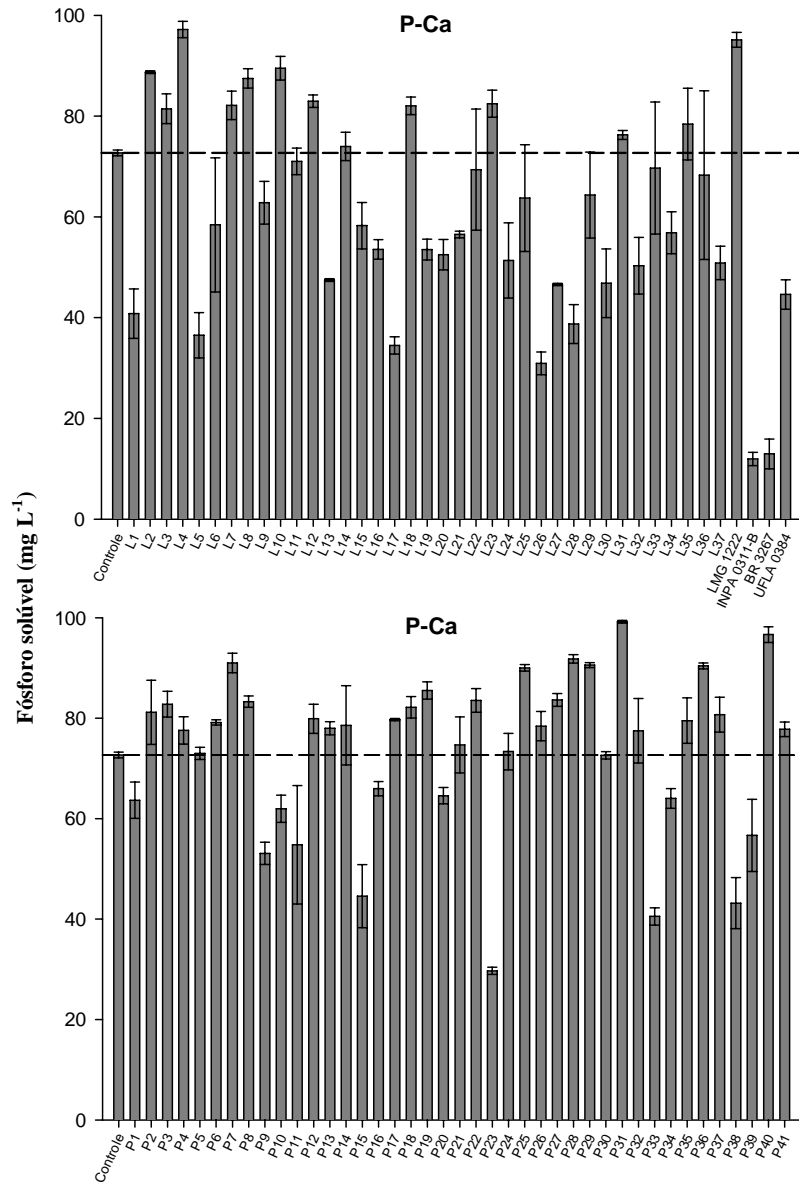 P-Ca
100
80
60
40
20
0
Controle L1 L2 L3 L4 L5 L6 L7 L8 L9 L10 L11 L12 L13 L14 L15 L16 L17 L18 L19 L20 L21 L22 L23 L24 L25 L26 L27 L28 L29 L30 L31 L32 L33 L34 L35 L36 L37 LMG 1222 INPA 0311-B BR 3267 UFLA 0384
Fósforo solúvel (mg L-1)
P-Ca
100
80
60
40
20
0
Controle P1 P2 P3 P4 P5 P6 P7 P8 P9 P10 P11 P12 P13 P14 P15 P16 P17 P18 P19 P20 P21 P22 P23 P24 P25 P26 P27 P28 P29 P30 P31 P32 P33 P34 P35 P36 P37 P38 P39 P40 P41